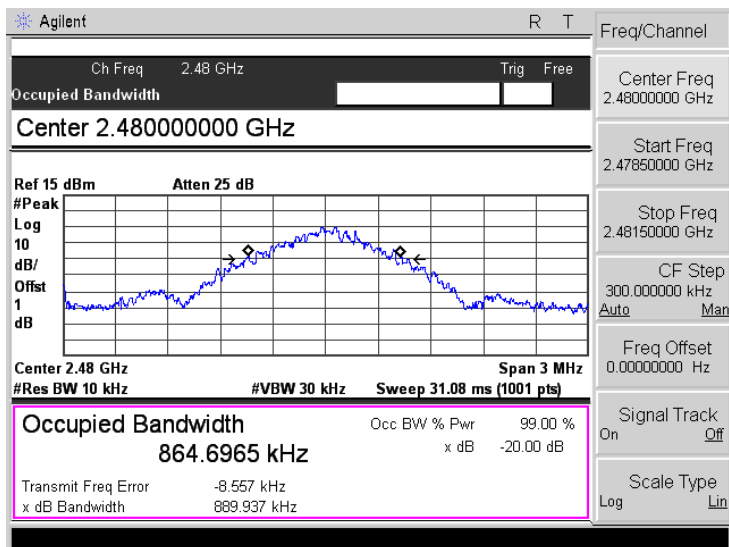 Agilent R T
Ch Freq 2.48 GHz Trig Free
Occupied Bandwidth
Center 2.480000000 GHz
Ref 15 dBm Atten 25 dB
#Peak
Log
10
dB/
Offst
1
dB
Center 2.48 GHz Span 3 MHz
#Res BW 10 kHz #VBW 30 kHz Sweep 31.08 ms (1001 pts)
Occupied Bandwidth Occ BW % Pwr 99.00 %
864.6965 kHz x dB -20.00 dB
Transmit Freq Error -8.557 kHz
x dB Bandwidth 889.937 kHz
Freq/Channel
Center Freq
2.48000000 GHz
Start Freq
2.47850000 GHz
Stop Freq
2.48150000 GHz
CF Step
300.000000 kHz
Auto Man
Freq Offset
0.00000000 Hz
Signal Track
On Off
Scale Type
Log Lin